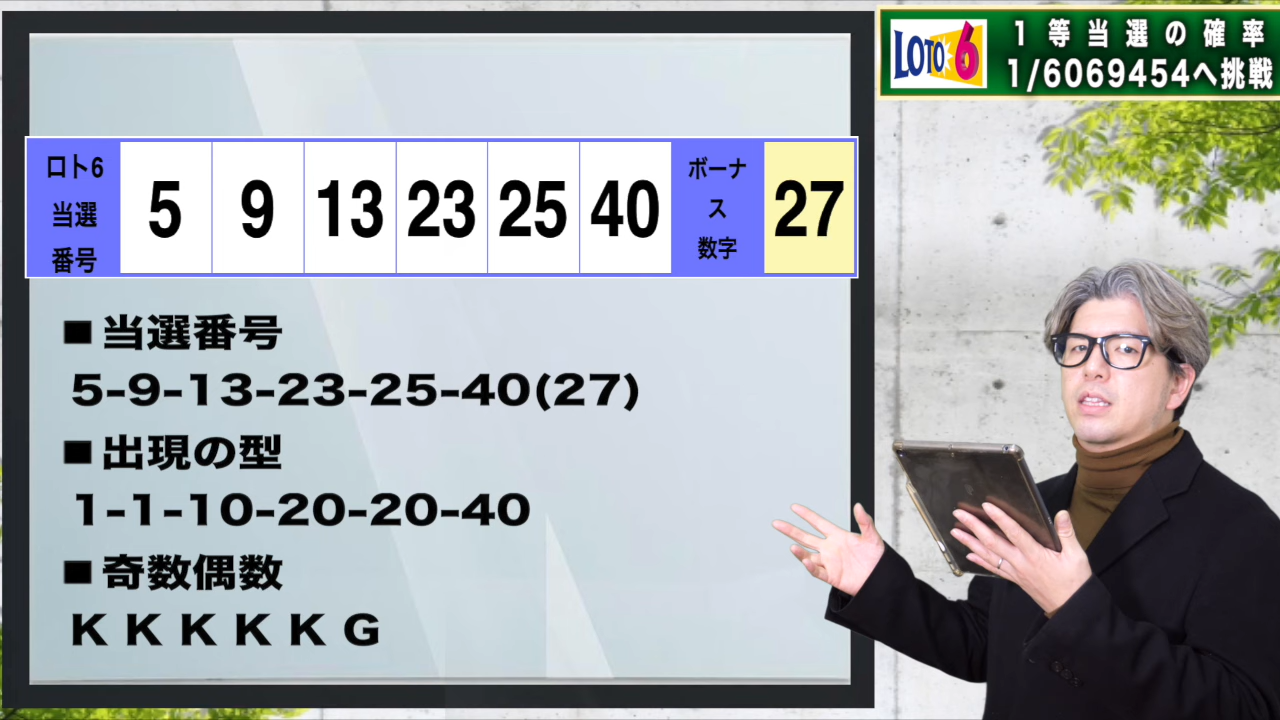 LOTO 6
1等当選の確率
1/6069454へ挑戦
ロト6
当選
番号
5 9 13 23 25 40
ボーナ
ス
数字
27
■当選番号
5-9-13-23-25-40(27)
■出現の型
1-1-10-20-20-40
■奇数偶数
K K K K K G